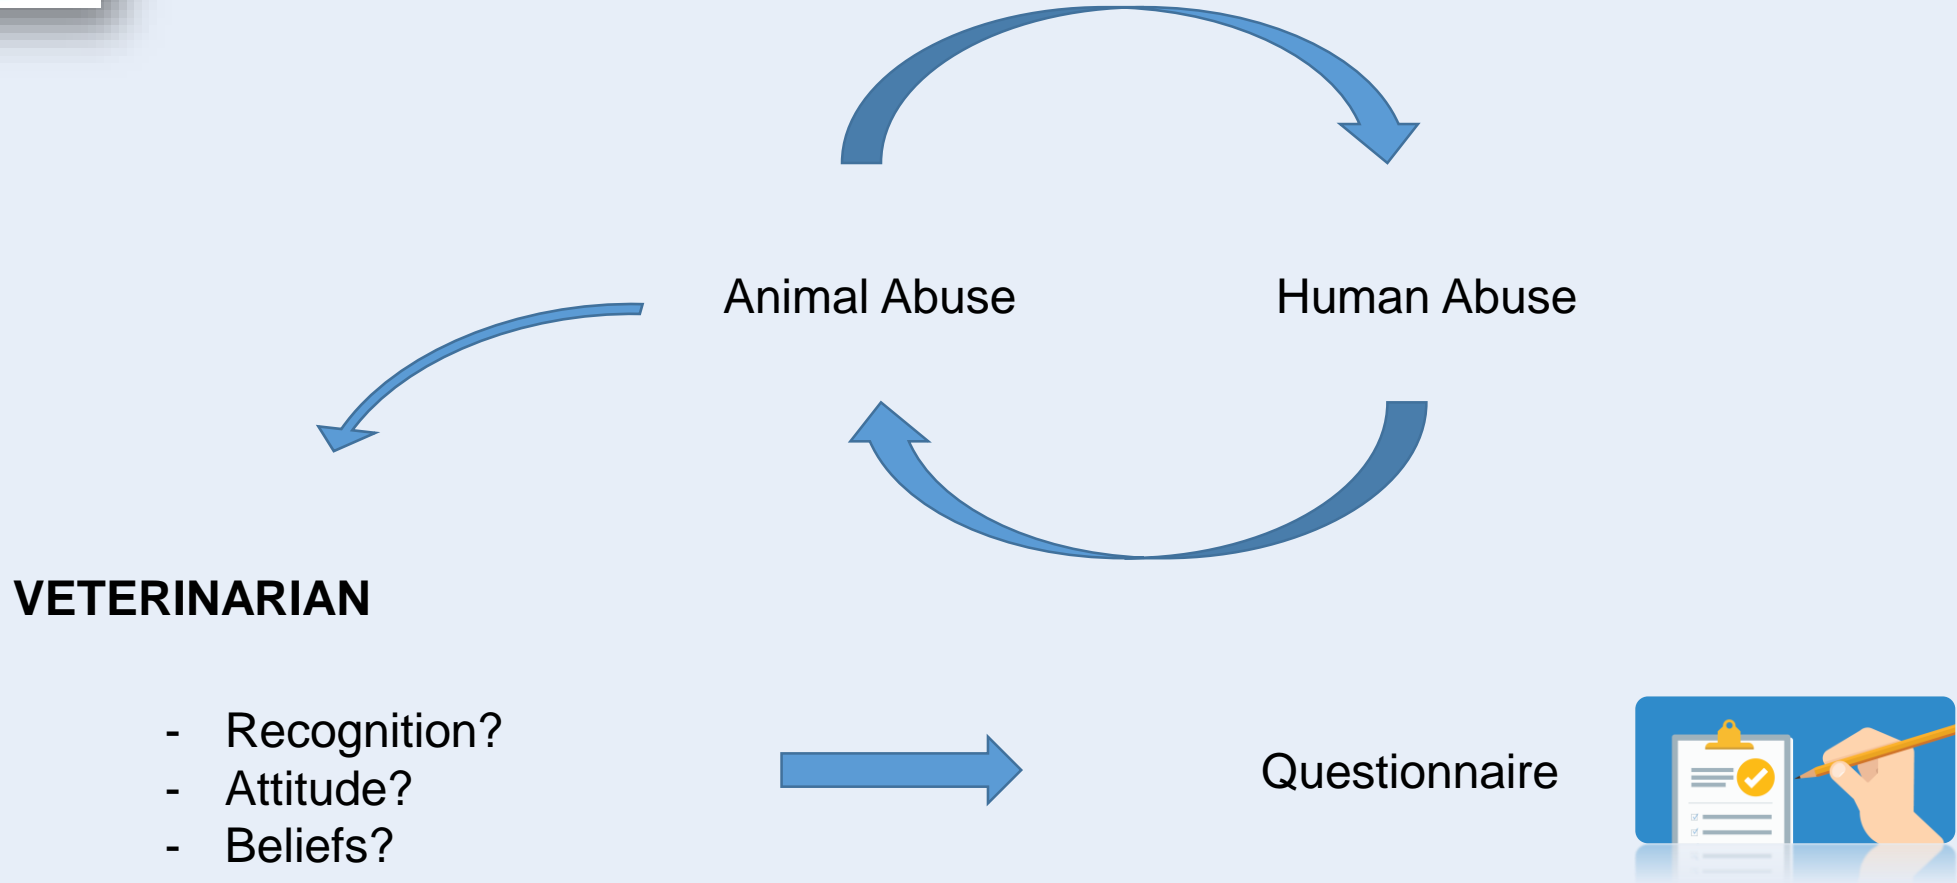 Animal Abuse
Human Abuse
VETERINARIAN
- Recognition?
- Attitude?
- Beliefs?
Questionnaire